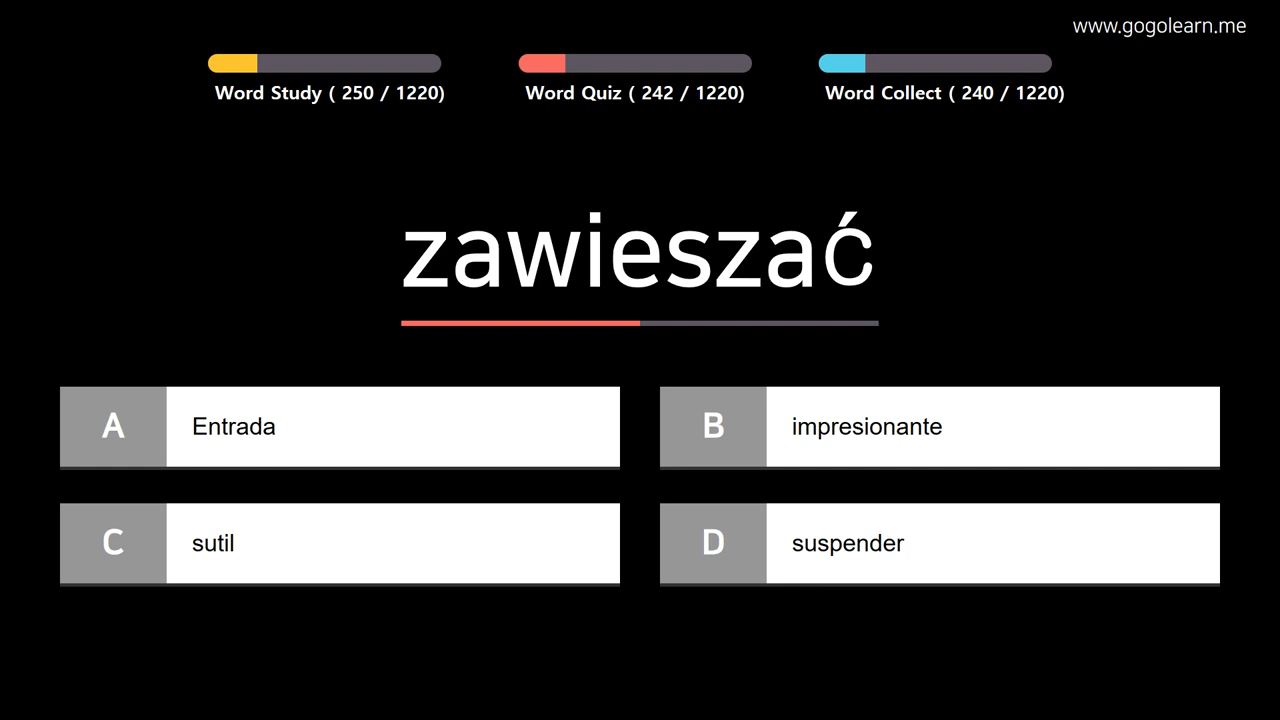 www.gogolearn.me
Word Study ( 250 / 1220)
Word Quiz ( 242 / 1220)
Word Collect ( 240 / 1220)
zawieszać
A Entrada
B impresionante
C sutil
D suspender